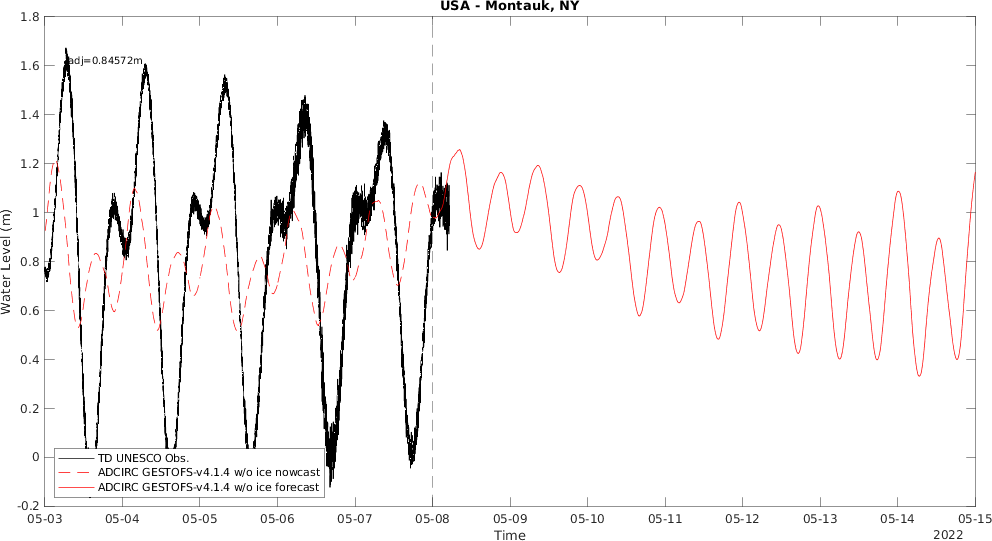 USA - Montauk, NY
1.8
1.6
1.4
1.2
1
0.8
0.6
0.4
0.2
0
-0.2
Water Level (m)
adj=0.84572m
TD UNESCO Obs.
ADCIRC GESTOFS-v4.1.4 w/o ice nowcast
ADCIRC GESTOFS-v4.1.4 w/o ice forecast
05-03 05-04 05-05 05-06 05-07 05-08 05-09 05-10 05-11 05-12 05-13 05-14 05-15
Time
2022